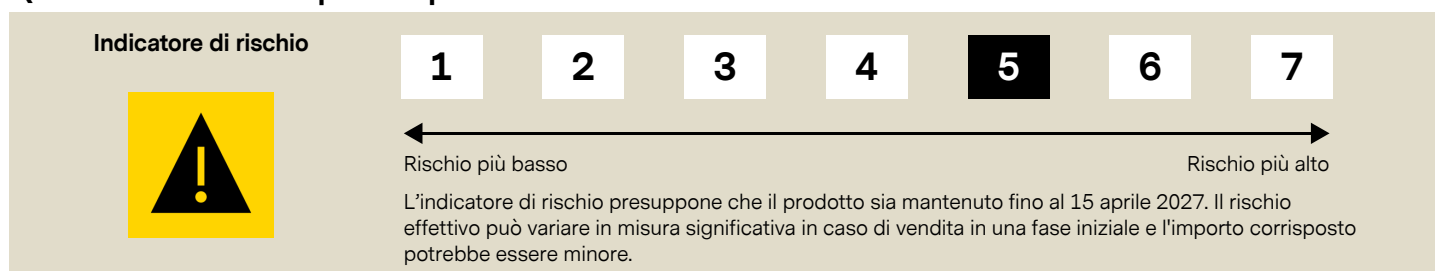 Indicatore di rischio
1 2 3 4 5 6 7
Rischio più basso Rischio più alto
L’indicatore di rischio presuppone che il prodotto sia mantenuto fino al 15 aprile 2027. Il rischio
effettivo può variare in misura significativa in caso di vendita in una fase iniziale e l'importo corrisposto
potrebbe essere minore.